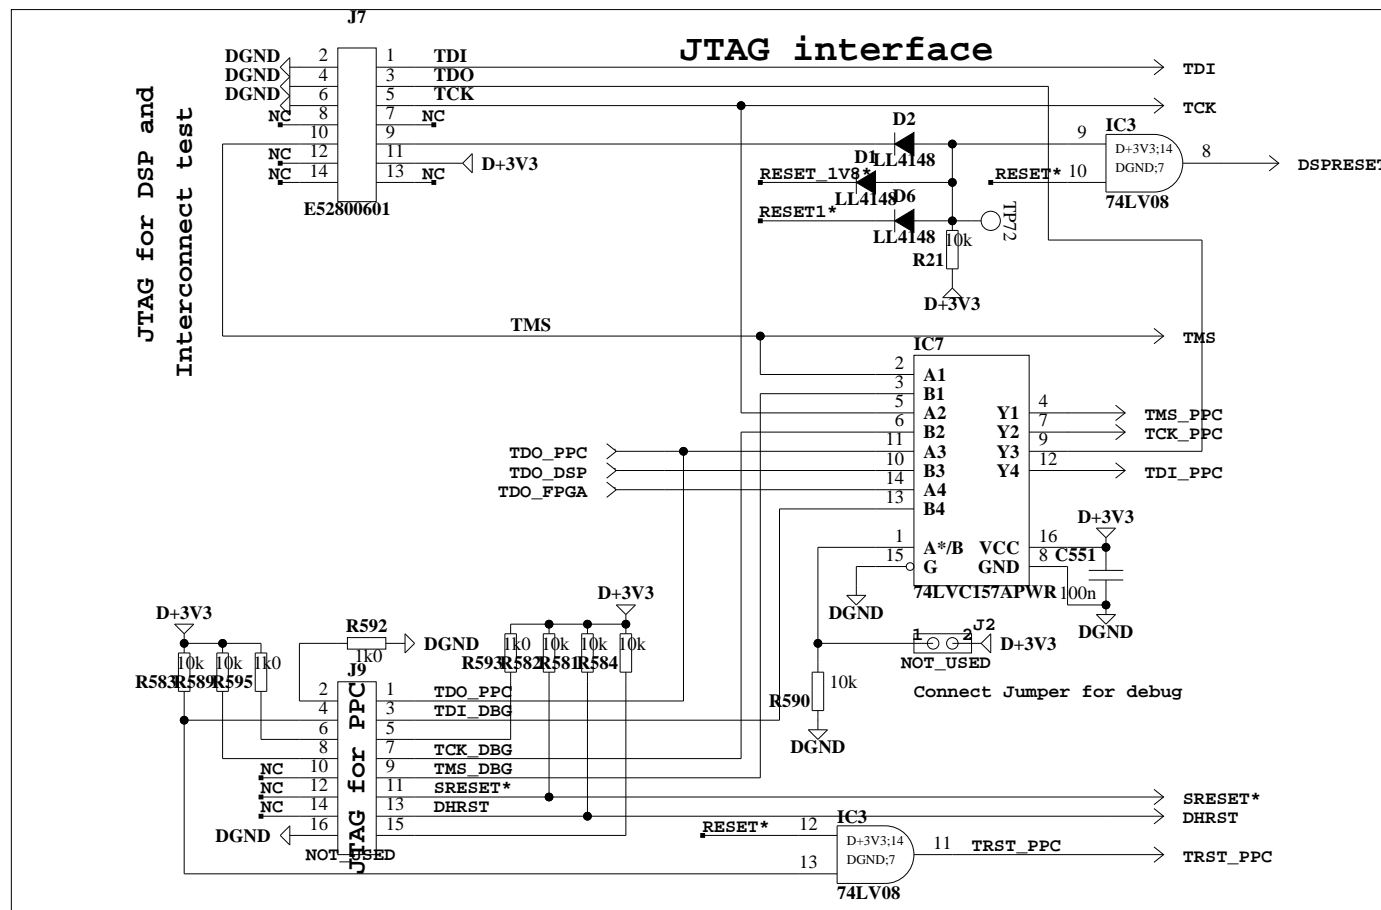 JTAG interface
JTAG for DSP and
Interconnect test
J7
DGND 2 1 TDI
DGND 4 3 TDO
DGND 6 5 TCK
NC 8 7 NC
10 9
NC 12 11 D+3V3
NC 14 13 NC
E52800601
TDI
TCK
D2
LL4148
RESET_1V8*
D1
LL4148
RESET1*
D6
LL4148
TP72
10k
R21
D+3V3
IC3
9
D+3V3;14
DGND;7
8
DSPRESET
RESET* 10
74LV08
TMS
TMS
IC7
2 A1
3 B1
5 A2
6 B2
11 A3
10 B3
14 A4
13 B4
1 A*/B
15 G
Y1 4 TMS_PPC
Y2 7 TCK_PPC
Y3 9
Y4 12 TDI_PPC
VCC 16
GND 8
74LVC157APWR
TDO_PPC
TDO_DSP
TDO_FPGA
DGND
D+3V3
C551
100n
DGND
J2
1 2
D+3V3
NOT_USED
Connect Jumper for debug
R590
10k
DGND
D+3V3
R583 10k
R589 10k
R595 1k0
R592
1k0
DGND
D+3V3
R593 1k0
R582 10k
R581 10k
R584 10k
J9
JTAG for PPC
2 1 TDO_PPC
4 3 TDI_DBG
6 5
8 7 TCK_DBG
NC 10 9 TMS_DBG
NC 12 11 SRESET*
NC 14 13 DHRST
DGND 16 15
NOT_USED
SRESET*
DHRST
IC3
RESET* 12
D+3V3;14
DGND;7
13
11 TRST_PPC
TRST_PPC
74LV08